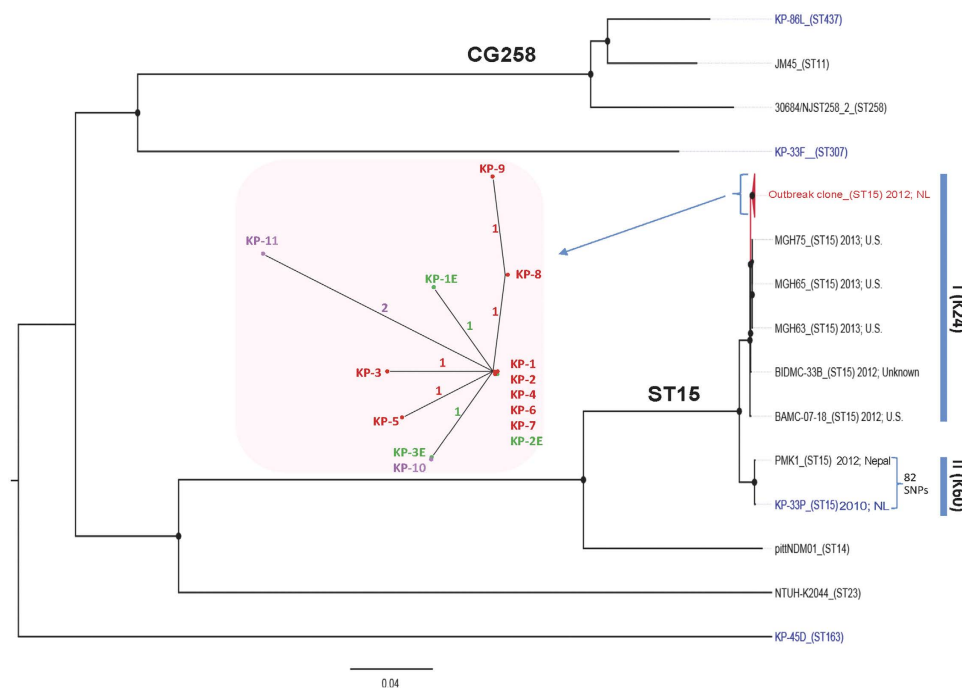 KP-86L_(ST437)
CG258
JM45_(ST11)
30684/NJST258_2_(ST258)
KP-33F__(ST307)
KP-9
Outbreak clone_(ST15) 2012; NL
1
KP-11
MGH75_(ST15) 2013; U.S.
KP-8
KP-1E
MGH65_(ST15) 2013; U.S.
2
1
1
MGH63_(ST15) 2013; U.S.
I (K24)
1
KP-3
KP-1
KP-2
KP-4
KP-6
KP-7
KP-2E
BIDMC-33B_(ST15) 2012; Unknown
1
ST15
1
KP-5
BAMC-07-18_(ST15) 2012; U.S.
KP-3E
KP-10
PMK1_(ST15) 2012; Nepal
82
SNPs
II (K60)
KP-33P_(ST15) 2010; NL
pittNDM01_(ST14)
NTUH-K2044_(ST23)
KP-45D_(ST163)
0.04